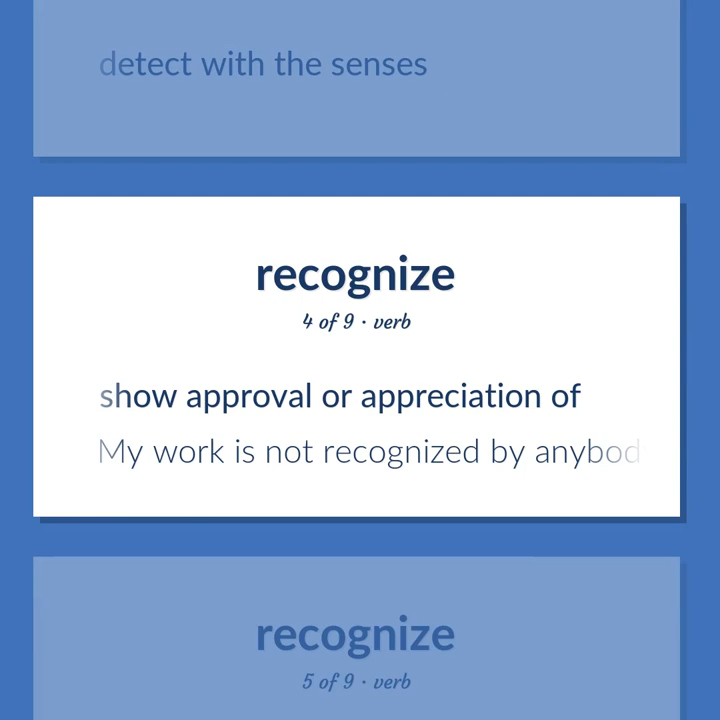 detect with the senses
recognize
4 of 9 · verb
show approval or appreciation of
My work is not recognized by anybod
recognize
5 of 9 · verb